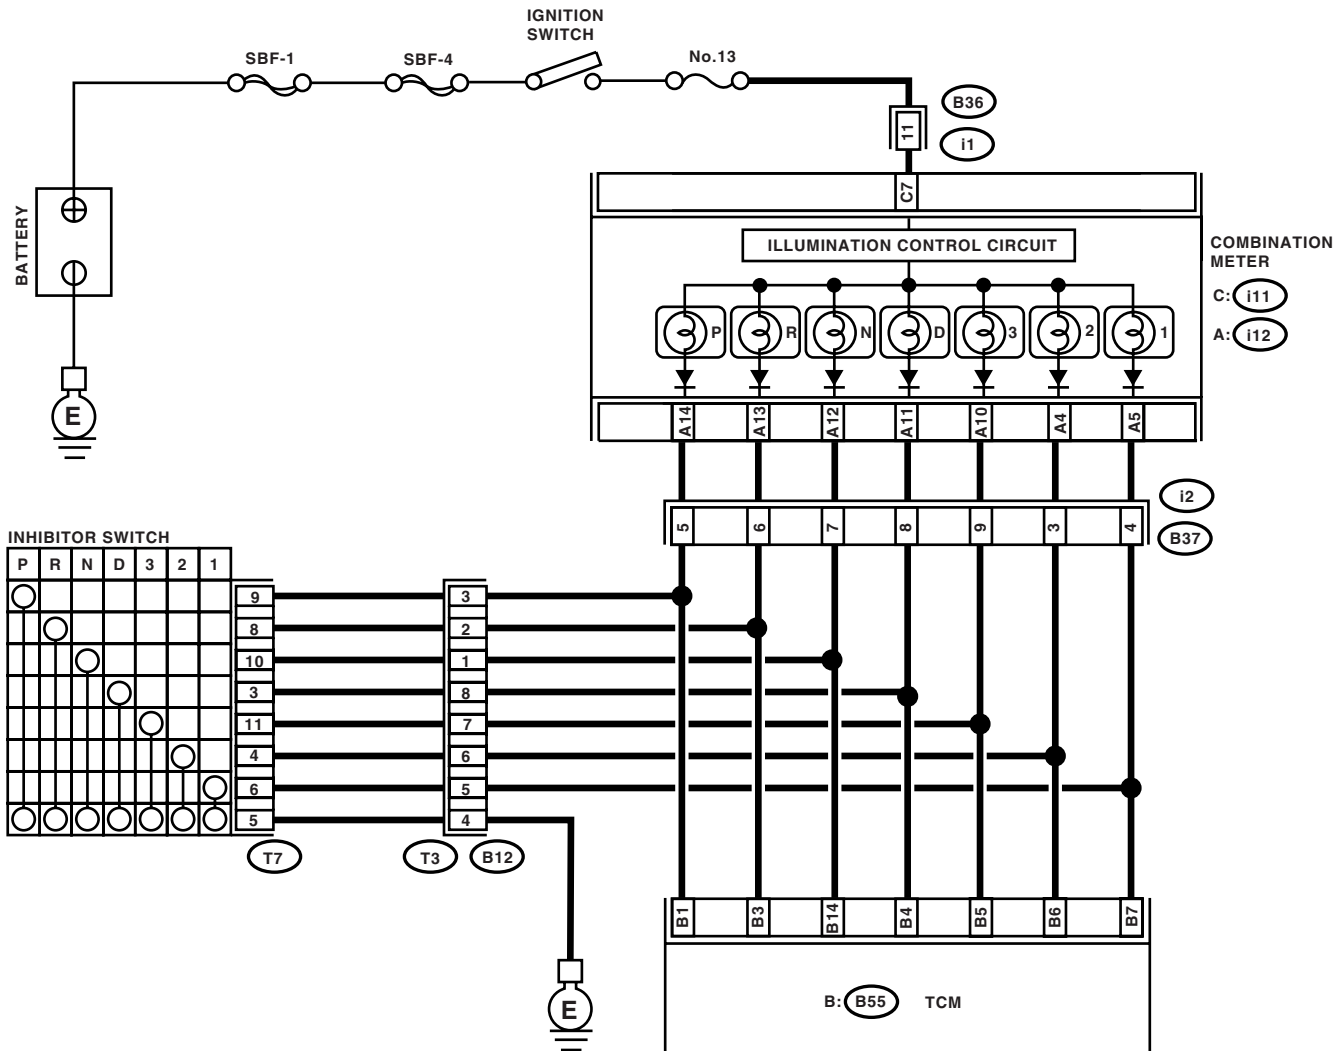 IGNITION
SWITCH
SBF-1
SBF-4
No.13
B36
11
i1
C7
BATTERY
ILLUMINATION CONTROL CIRCUIT
COMBINATION
METER
C: i11
A: i12
P R N D 3 2 1
A14 A13 A12 A11 A10 A4 A5
E
i2
5 6 7 8 9 3 4
B37
INHIBITOR SWITCH
P R N D 3 2 1
9 3
8 2
10 1
3 8
11 7
4 6
6 5
5 4
T7 T3 B12
B1 B3 B14 B4 B5 B6 B7
E
B: B55 TCM